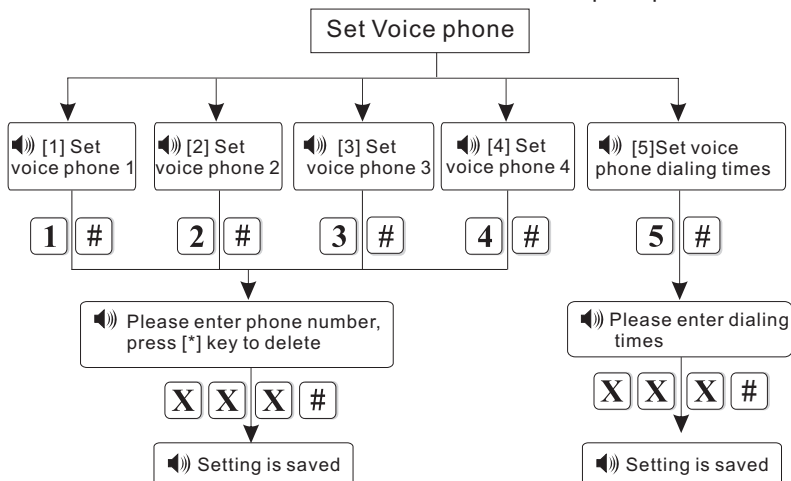 Set Voice phone
[1] Set
voice phone 1
[2] Set
voice phone 2
[3] Set
voice phone 3
[4] Set
voice phone 4
[5]Set voice
phone dialing times
1 #
2 #
3 #
4 #
5 #
Please enter phone number,
press [*] key to delete
Please enter dialing
times
X X X #
X X X #
Setting is saved
Setting is saved